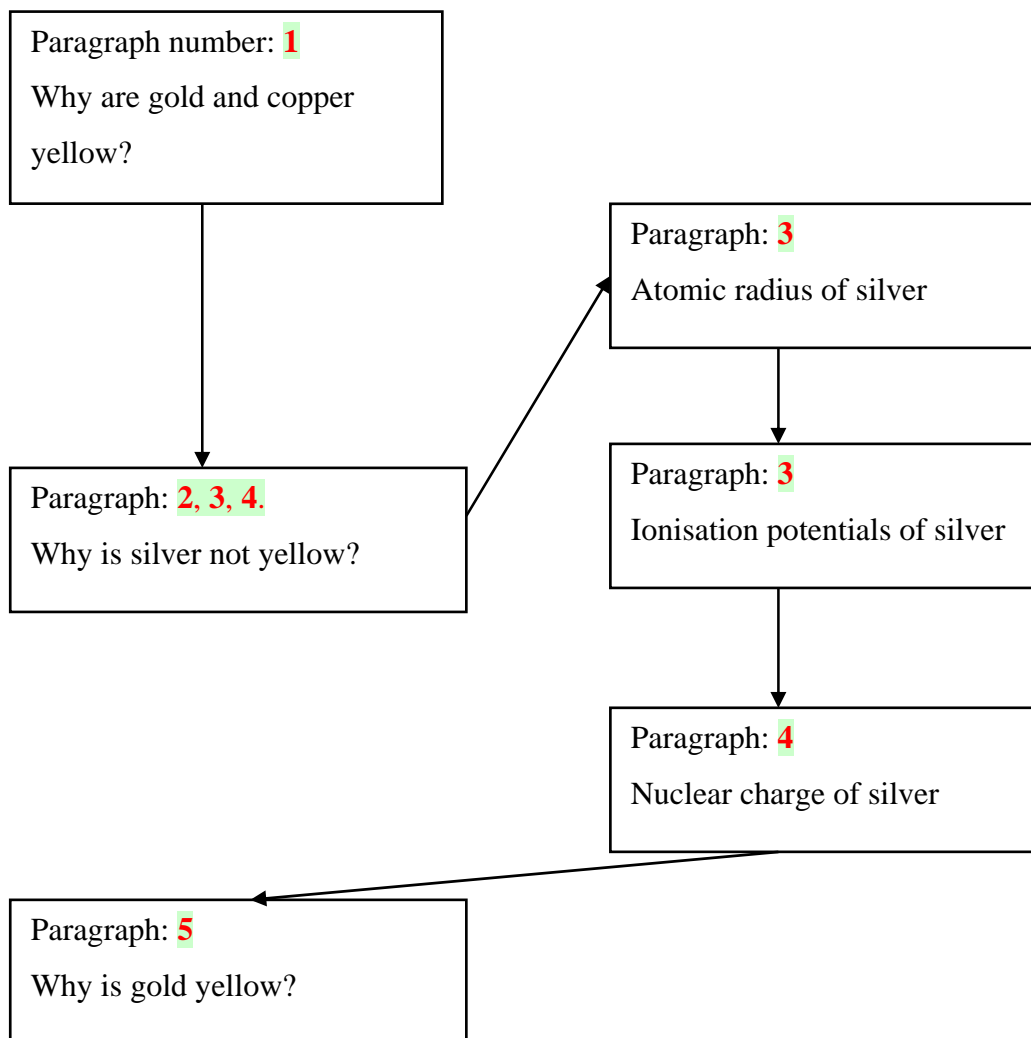 Paragraph number: 1
Why are gold and copper
yellow?
Paragraph: 2, 3, 4.
Why is silver not yellow?
Paragraph: 3
Atomic radius of silver
Paragraph: 3
Ionisation potentials of silver
Paragraph: 4
Nuclear charge of silver
Paragraph: 5
Why is gold yellow?